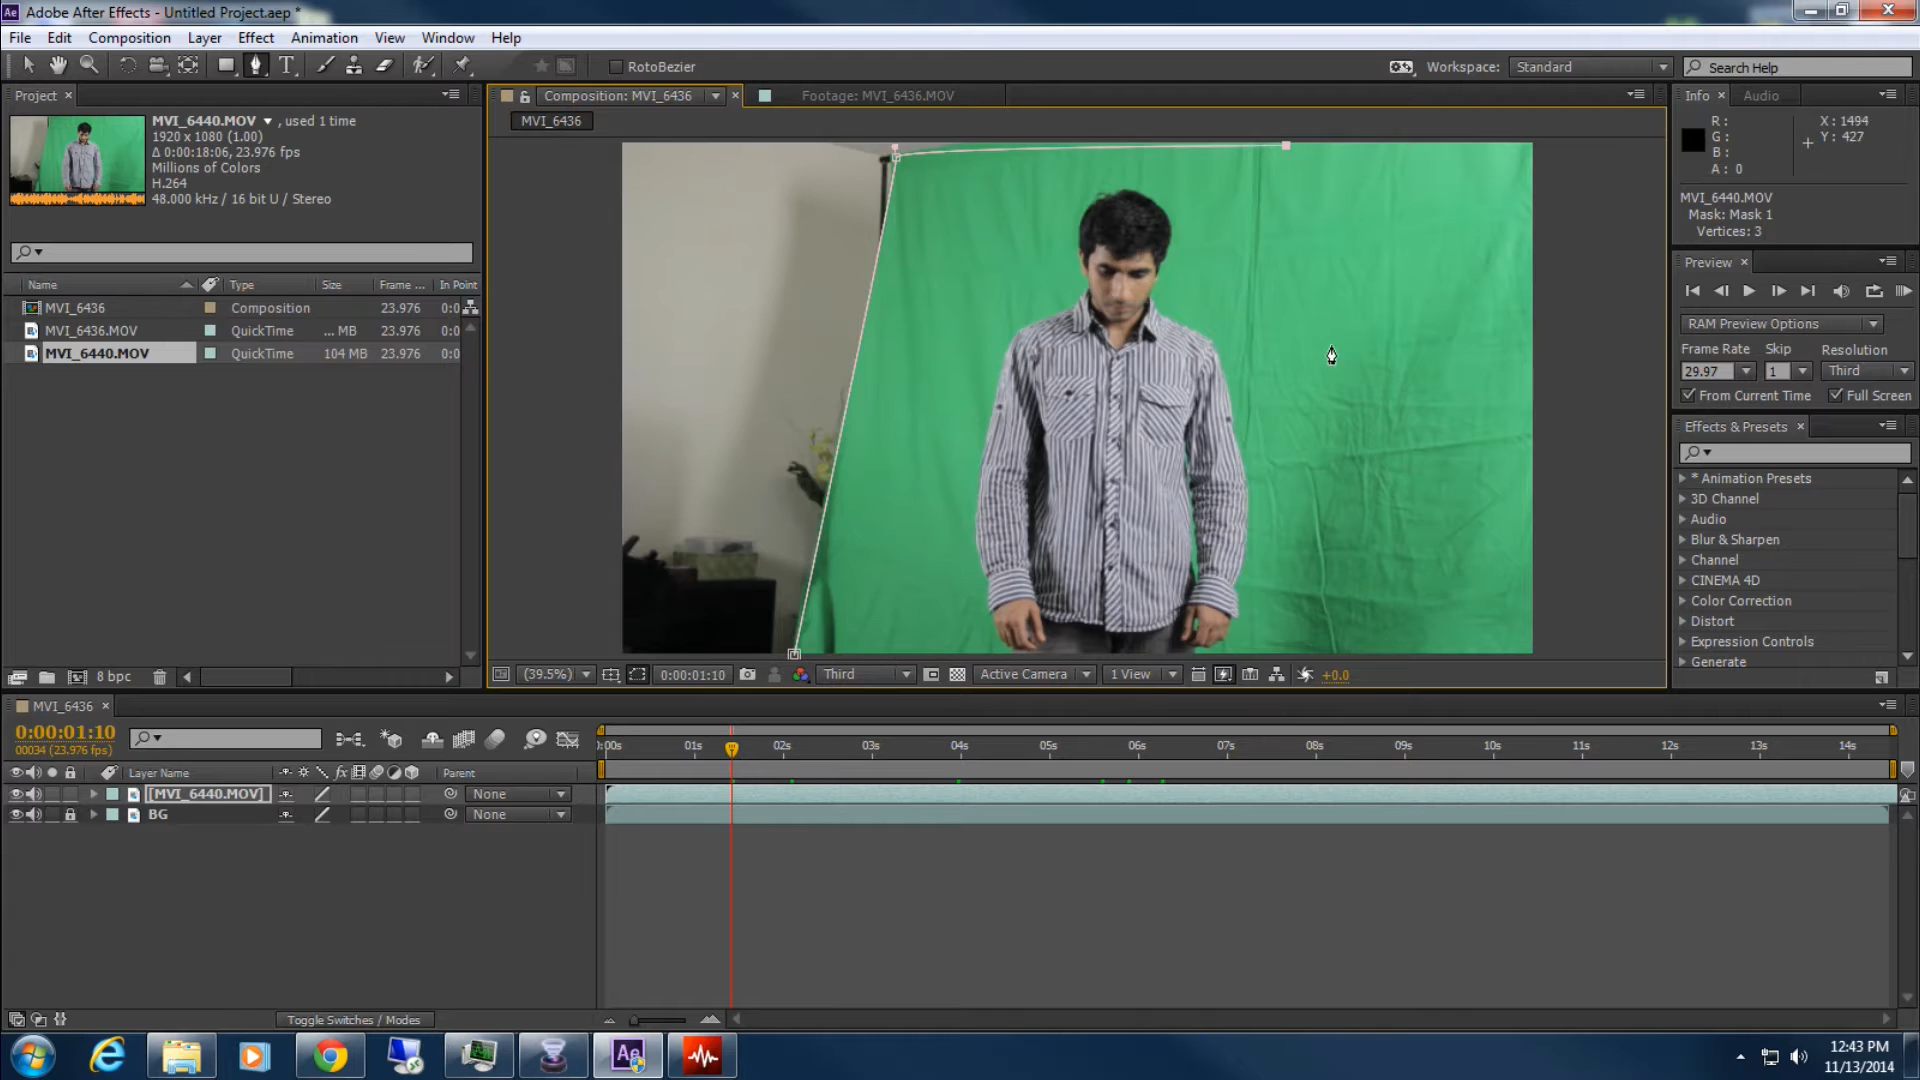 Adobe After Effects - Untitled Project.aep *
File Edit Composition Layer Effect Animation View Window Help
RotoBezier
Workspace: Standard
Search Help
Project ×
MVI_6440.MOV ▼ , used 1 time
1920 x 1080 (1.00)
Δ 0:00:18:06, 23.976 fps
Millions of Colors
H.264
48.000 kHz / 16 bit U / Stereo
Name Type Size Frame ... In Point
MVI_6436 Composition 23.976 0:0
MVI_6436.MOV QuickTime ... MB 23.976 0:0
MVI_6440.MOV QuickTime 104 MB 23.976 0:0
8 bpc
Composition: MVI_6436 ×
Footage: MVI_6436.MOV
MVI_6436
(39.5%) 0:00:01:10 Third Active Camera 1 View +0.0
Info × Audio
R : X : 1494
G : Y : 427
B :
A : 0
MVI_6440.MOV
Mask: Mask 1
Vertices: 3
Preview ×
RAM Preview Options
Frame Rate Skip Resolution
29.97 1 Third
From Current Time Full Screen
Effects & Presets ×
* Animation Presets
3D Channel
Audio
Blur & Sharpen
Channel
CINEMA 4D
Color Correction
Distort
Expression Controls
Generate
MVI_6436 ×
0:00:01:10
00034 (23.976 fps)
:00s 01s 02s 03s 04s 05s 06s 07s 08s 09s 10s 11s 12s 13s 14s
Layer Name fx Parent
[MVI_6440.MOV] None
BG None
Toggle Switches / Modes
12:43 PM
11/13/2014